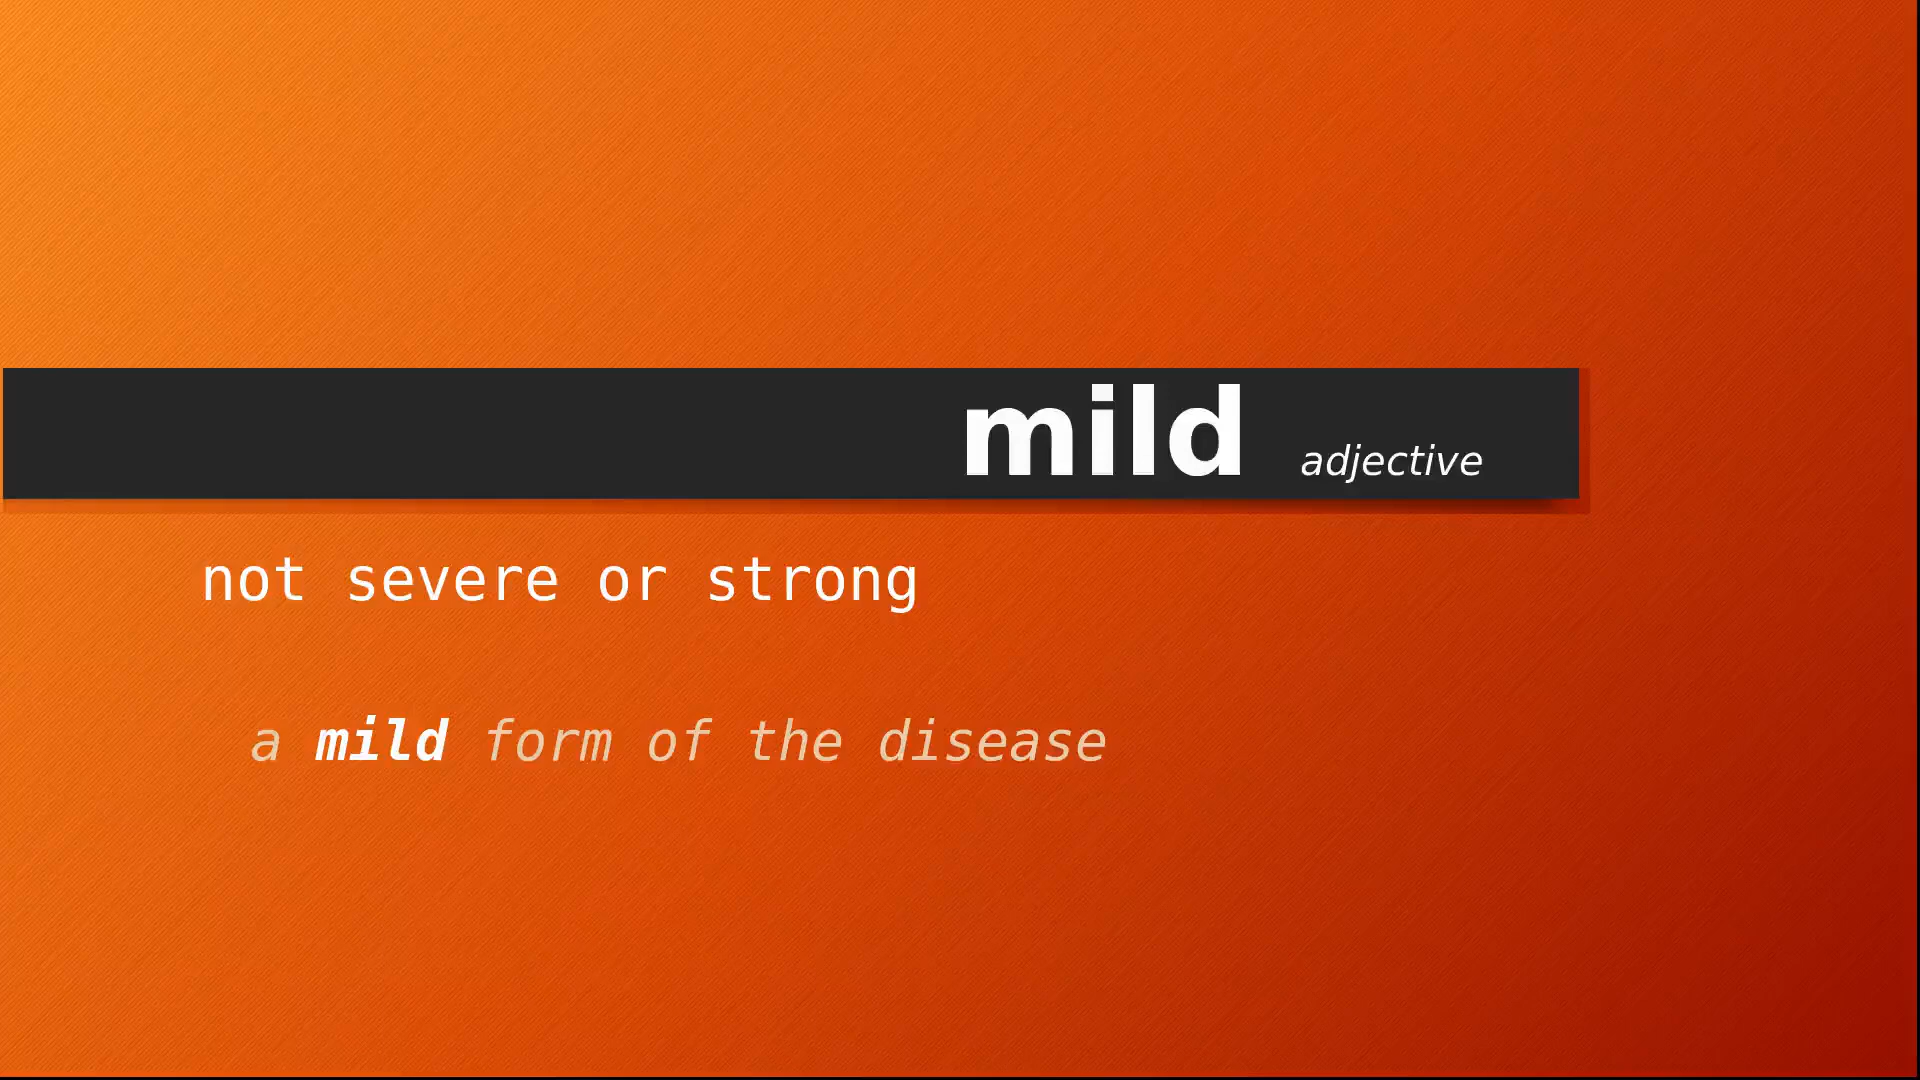 mild adjective
not severe or strong
a mild form of the disease